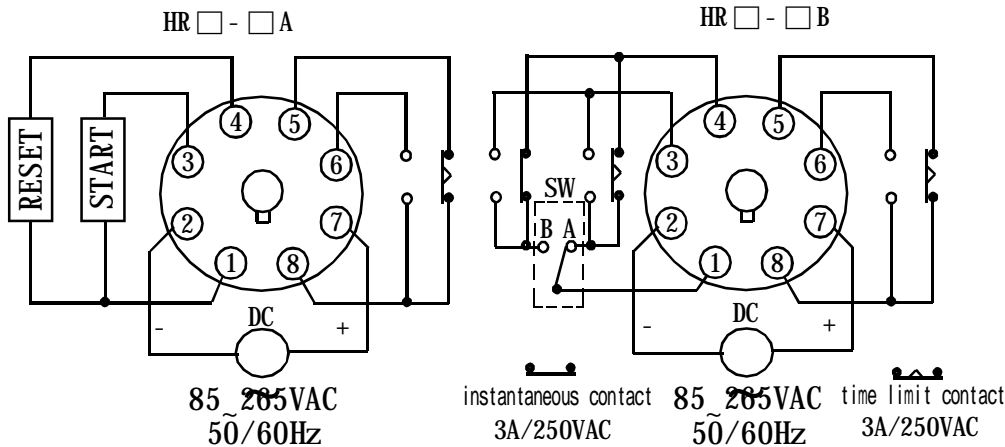 HR □ - □ A
RESET
START
4
5
3
6
2
7
1
8
-
DC
+
85~265VAC
50/60Hz
HR □ - □ B
4
5
3
6
SW
B A
2
7
1
8
-
DC
+
instantaneous contact
3A/250VAC
85~265VAC
50/60Hz
time limit contact
3A/250VAC